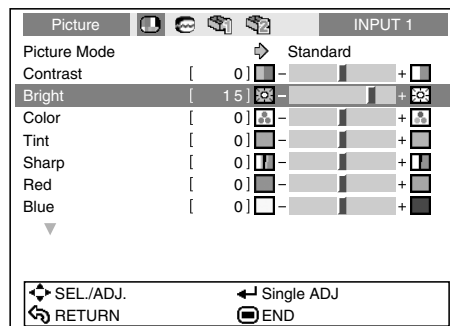 Picture INPUT 1
Picture Mode Standard
Contrast [ 0 ] - +
Bright [ 15 ] - +
Color [ 0 ] - +
Tint [ 0 ] - +
Sharp [ 0 ] - +
Red [ 0 ] - +
Blue [ 0 ] - +
SEL./ADJ. Single ADJ
RETURN END